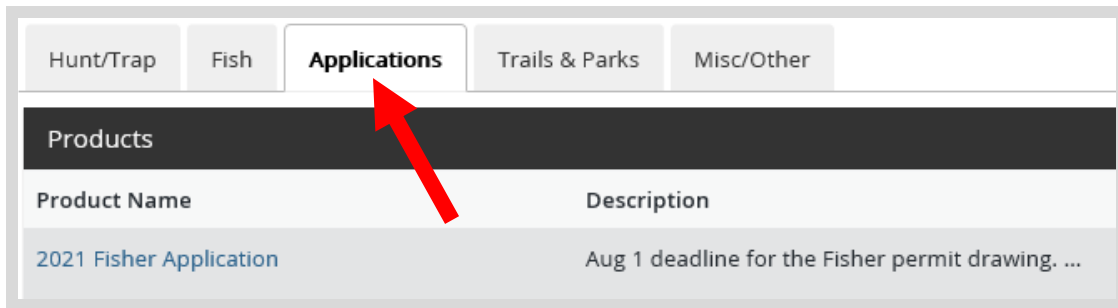 Hunt/Trap Fish Applications Trails & Parks Misc/Other
Products
Product Name Description
2021 Fisher Application Aug 1 deadline for the Fisher permit drawing. ...